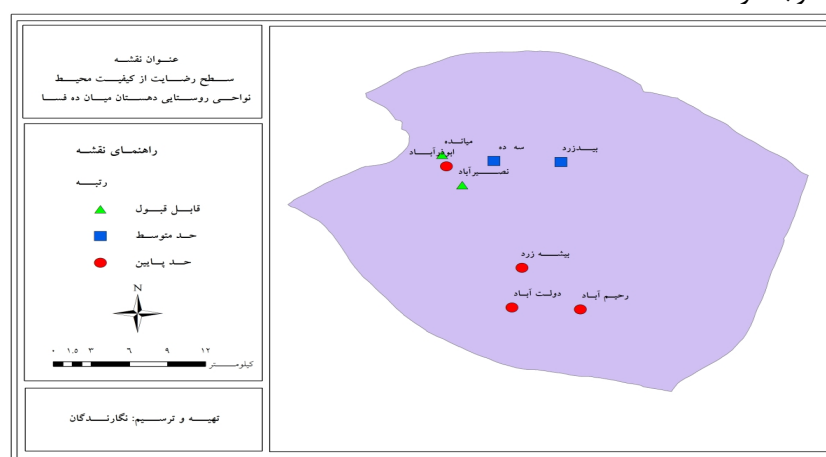 عنوان نقشه
سطح رضایت از کیفیت محیط
نواحی روستایی دهستان میان ده فسا
راهنمای نقشه
رتبه
قابل قبول
حد متوسط
حد پایین
N
۰ ۱.۵ ۳ ۶ ۹ ۱۲
کیلومتر
تهیه و ترسیم: نگارندگان
میانده
ابوذرآباد
سه ده
بیدزرد
نصیرآباد
بیشه زرد
دولت آباد
رحیم آباد